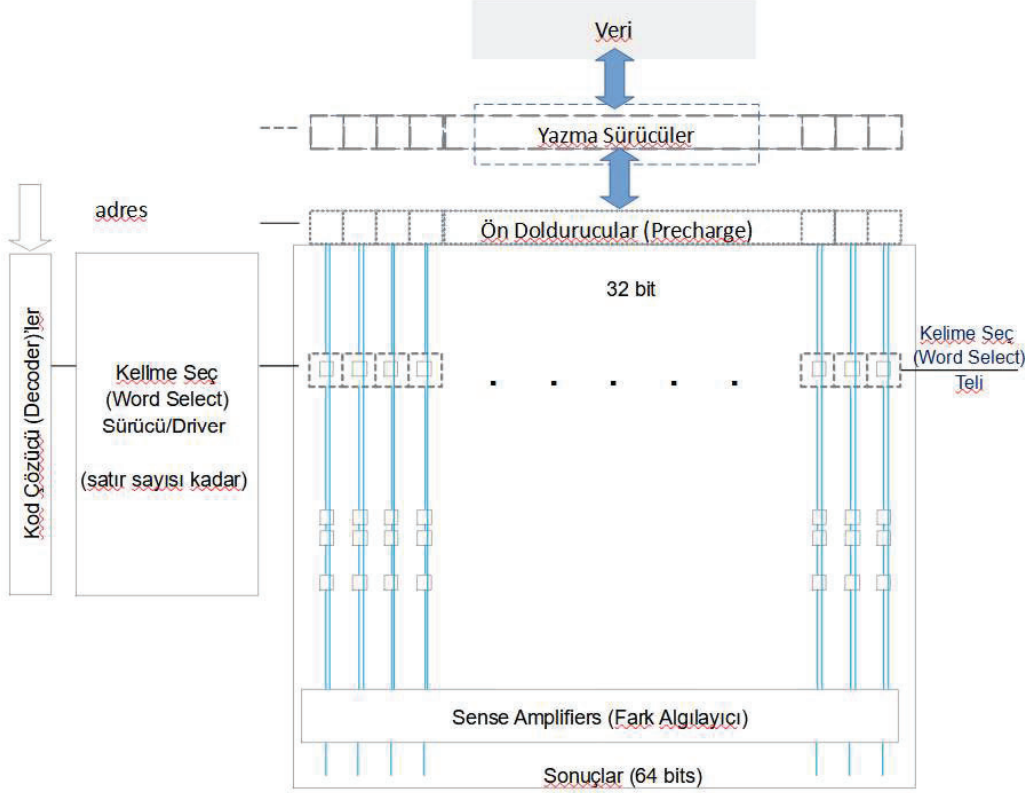 Veri
Yazma Sürücüler
adres
Ön Doldurucular (Precharge)
32 bit
Kod Çözücü (Decoder)'ler
Kelime Seç
(Word Select)
Sürücü/Driver
(satır sayısı kadar)
Kelime Seç
(Word Select)
Teli
Sense Amplifiers (Fark Algılayıcı)
Sonuçlar (64 bits)